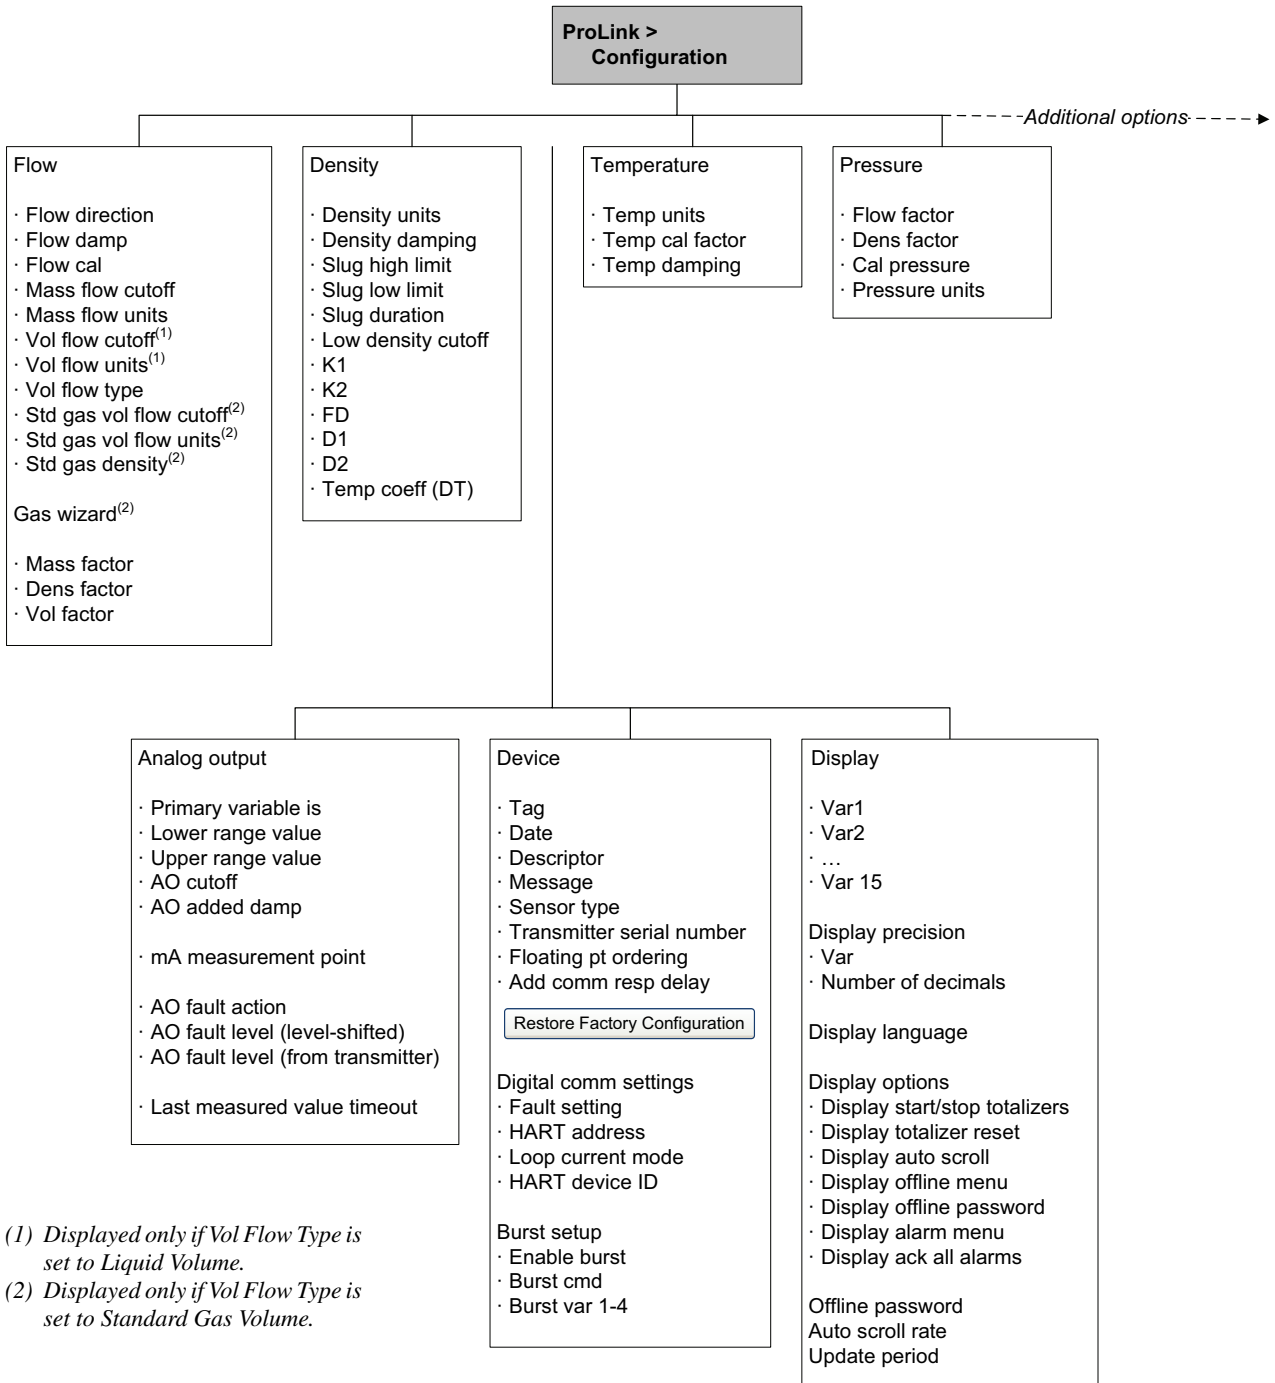 ProLink >
Configuration
Additional options
Flow
· Flow direction
· Flow damp
· Flow cal
· Mass flow cutoff
· Mass flow units
· Vol flow cutoff(1)
· Vol flow units(1)
· Vol flow type
· Std gas vol flow cutoff(2)
· Std gas vol flow units(2)
· Std gas density(2)
Gas wizard(2)
· Mass factor
· Dens factor
· Vol factor
Density
· Density units
· Density damping
· Slug high limit
· Slug low limit
· Slug duration
· Low density cutoff
· K1
· K2
· FD
· D1
· D2
· Temp coeff (DT)
Temperature
· Temp units
· Temp cal factor
· Temp damping
Pressure
· Flow factor
· Dens factor
· Cal pressure
· Pressure units
Analog output
· Primary variable is
· Lower range value
· Upper range value
· AO cutoff
· AO added damp
· mA measurement point
· AO fault action
· AO fault level (level-shifted)
· AO fault level (from transmitter)
· Last measured value timeout
Device
· Tag
· Date
· Descriptor
· Message
· Sensor type
· Transmitter serial number
· Floating pt ordering
· Add comm resp delay
Restore Factory Configuration
Digital comm settings
· Fault setting
· HART address
· Loop current mode
· HART device ID
Burst setup
· Enable burst
· Burst cmd
· Burst var 1-4
Display
· Var1
· Var2
· …
· Var 15
Display precision
· Var
· Number of decimals
Display language
Display options
· Display start/stop totalizers
· Display totalizer reset
· Display auto scroll
· Display offline menu
· Display offline password
· Display alarm menu
· Display ack all alarms
Offline password
Auto scroll rate
Update period
(1) Displayed only if Vol Flow Type is
set to Liquid Volume.
(2) Displayed only if Vol Flow Type is
set to Standard Gas Volume.